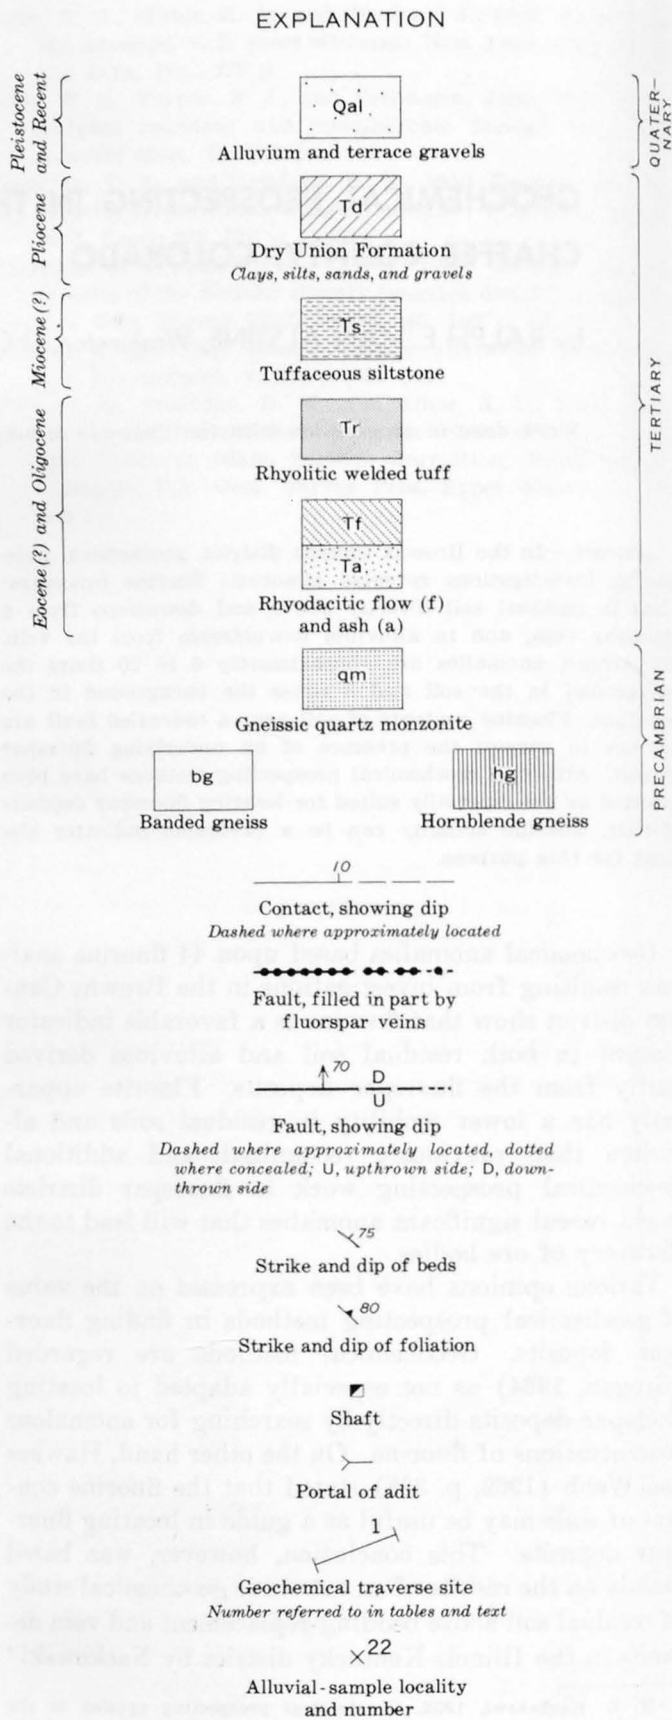 EXPLANATION
Pleistocene
and Recent
Qal
Alluvium and terrace gravels
QUATER-
NARY
Pliocene
Td
Dry Union Formation
Clays, silts, sands, and gravels
Miocene (?)
Ts
Tuffaceous siltstone
TERTIARY
Eocene (?) and Oligocene
Tr
Rhyolitic welded tuff
Tf
Ta
Rhyodacitic flow (f)
and ash (a)
qm
Gneissic quartz monzonite
PRECAMBRIAN
bg
Banded gneiss
hg
Hornblende gneiss
10
Contact, showing dip
Dashed where approximately located
Fault, filled in part by
fluorspar veins
70 D
U
Fault, showing dip
Dashed where approximately located, dotted
where concealed; U, upthrown side; D, down-
thrown side
75
Strike and dip of beds
80
Strike and dip of foliation
Shaft
Portal of adit
1
Geochemical traverse site
Number referred to in tables and text
×22
Alluvial-sample locality
and number